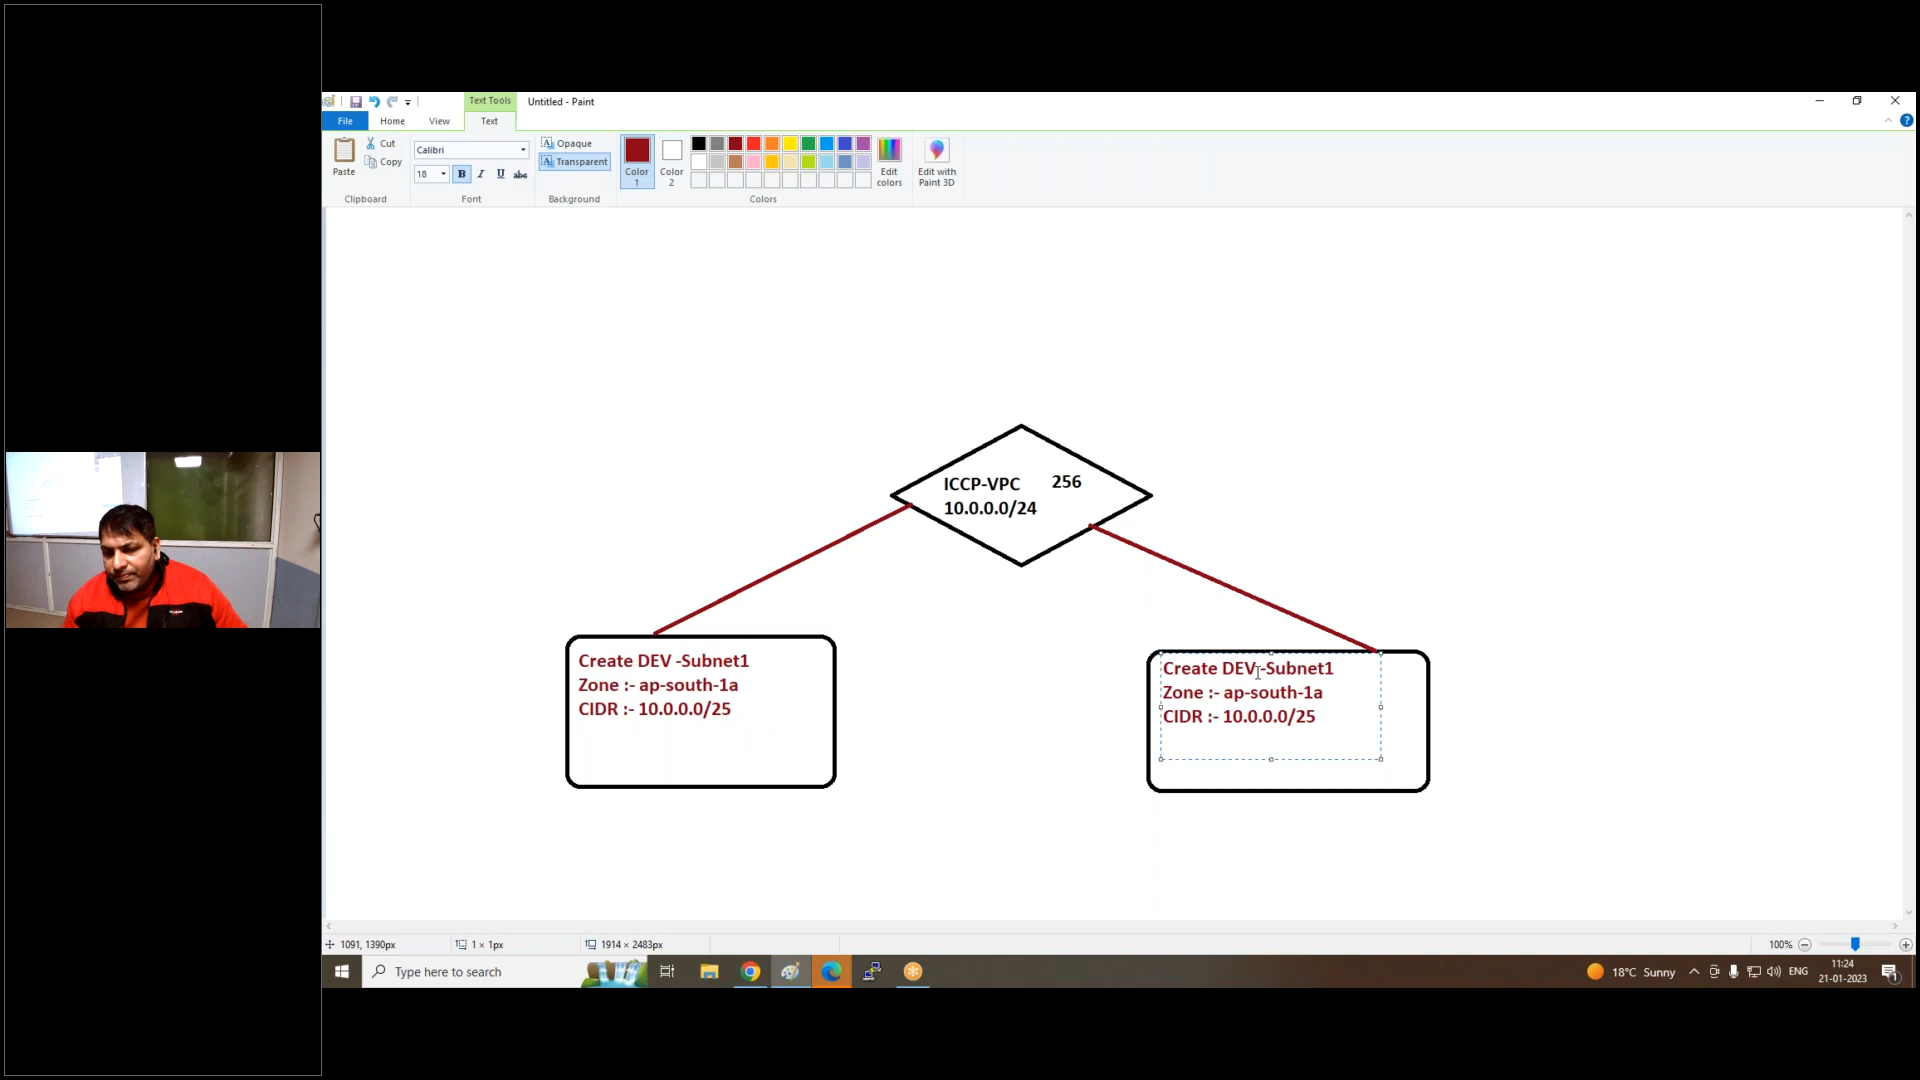 Text Tools
Untitled - Paint
File
Home
View
Text
Paste
Cut
Copy
Clipboard
Calibri
18
B
I
U
abc
Font
Opaque
Transparent
Background
Color
1
Color
2
Edit
colors
Colors
Edit with
Paint 3D
ICCP-VPC
256
10.0.0.0/24
Create DEV -Subnet1
Zone :- ap-south-1a
CIDR :- 10.0.0.0/25
Create DEV -Subnet1
Zone :- ap-south-1a
CIDR :- 10.0.0.0/25
1091, 1390px
1 × 1px
1914 × 2483px
100%
Type here to search
18°C Sunny
ENG
11:24
21-01-2023
1